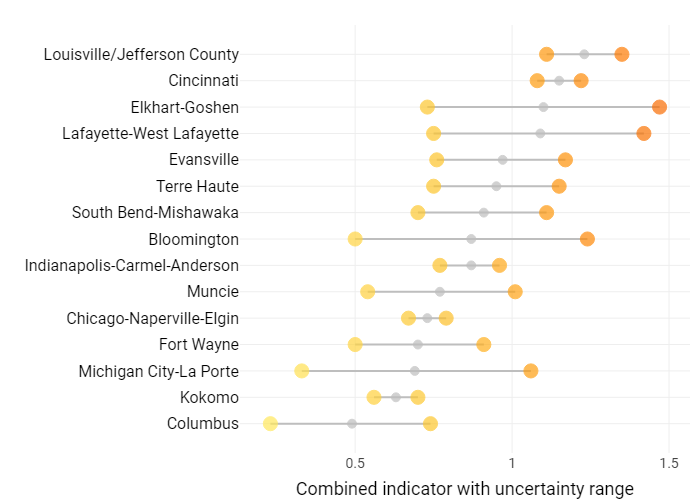 Louisville/Jefferson County
Cincinnati
Elkhart-Goshen
Lafayette-West Lafayette
Evansville
Terre Haute
South Bend-Mishawaka
Bloomington
Indianapolis-Carmel-Anderson
Muncie
Chicago-Naperville-Elgin
Fort Wayne
Michigan City-La Porte
Kokomo
Columbus
0.5 1 1.5
Combined indicator with uncertainty range